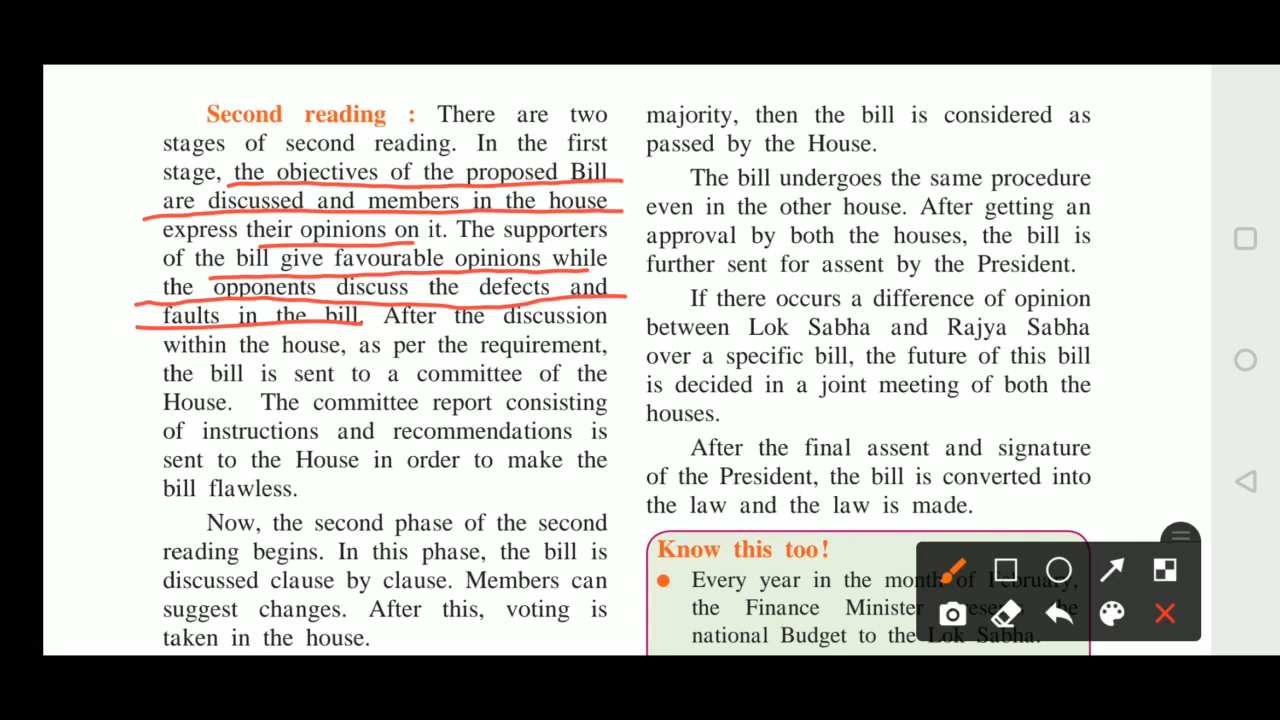 Second reading : There are two
stages of second reading. In the first
stage, the objectives of the proposed Bill
are discussed and members in the house
express their opinions on it. The supporters
of the bill give favourable opinions while
the opponents discuss the defects and
faults in the bill. After the discussion
within the house, as per the requirement,
the bill is sent to a committee of the
House. The committee report consisting
of instructions and recommendations is
sent to the House in order to make the
bill flawless.
Now, the second phase of the second
reading begins. In this phase, the bill is
discussed clause by clause. Members can
suggest changes. After this, voting is
taken in the house.
majority, then the bill is considered as
passed by the House.
The bill undergoes the same procedure
even in the other house. After getting an
approval by both the houses, the bill is
further sent for assent by the President.
If there occurs a difference of opinion
between Lok Sabha and Rajya Sabha
over a specific bill, the future of this bill
is decided in a joint meeting of both the
houses.
After the final assent and signature
of the President, the bill is converted into
the law and the law is made.
Know this too!
● Every year in the month of February,
the Finance Minister presents the
national Budget to the Lok Sabha.